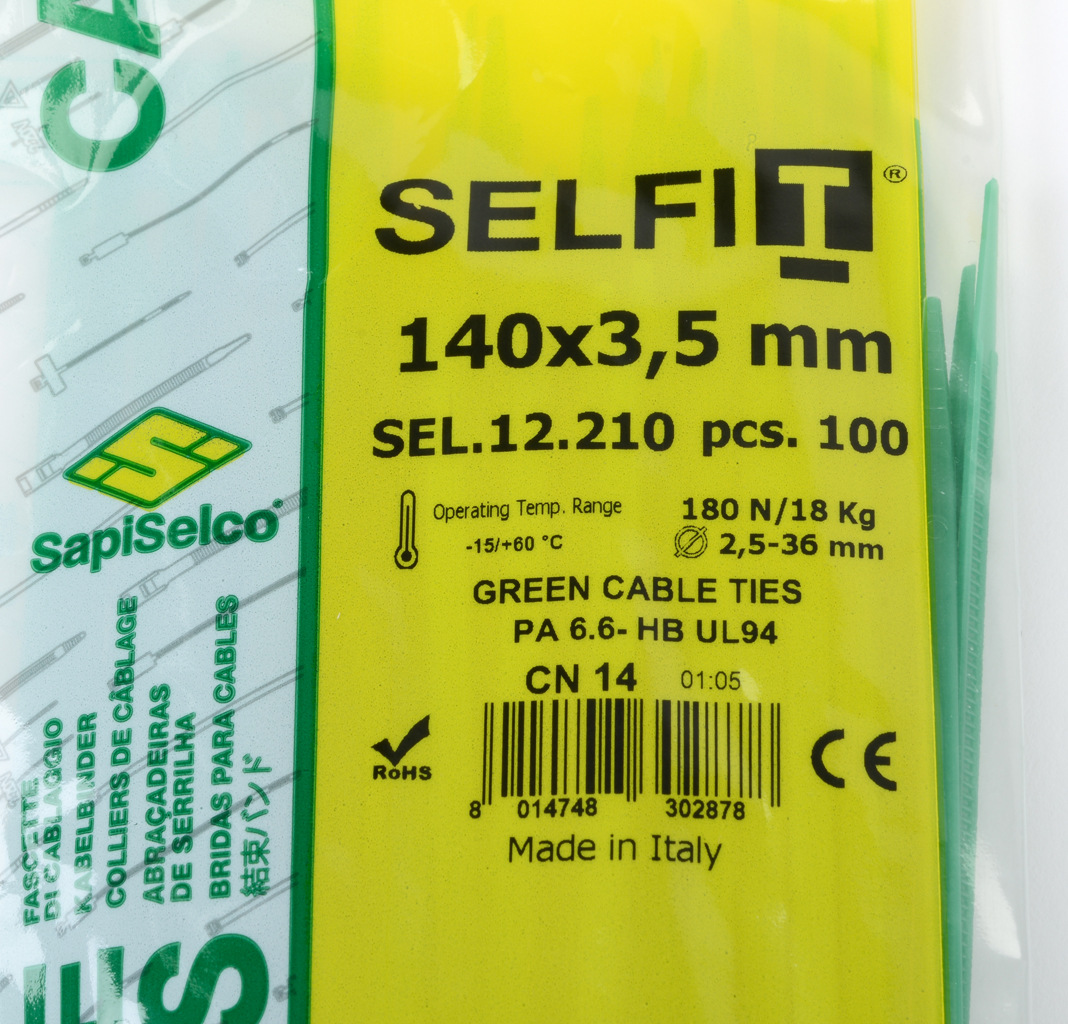 CA
SELFIT®
140x3,5 mm
SEL.12.210 pcs. 100
Operating Temp. Range
-15/+60 °C
180 N/18 Kg
2,5-36 mm
GREEN CABLE TIES
PA 6.6- HB UL94
CN 14 01:05
RoHS
CE
8 014748 302878
Made in Italy
SapiSelco
FASCETTE
DI CABLAGGIO
KABELBINDER
COLLIERS DE CÂBLAGE
ABRAÇADEIRAS
DE SERRILHA
BRIDAS PARA CABLES
結束バンド
S